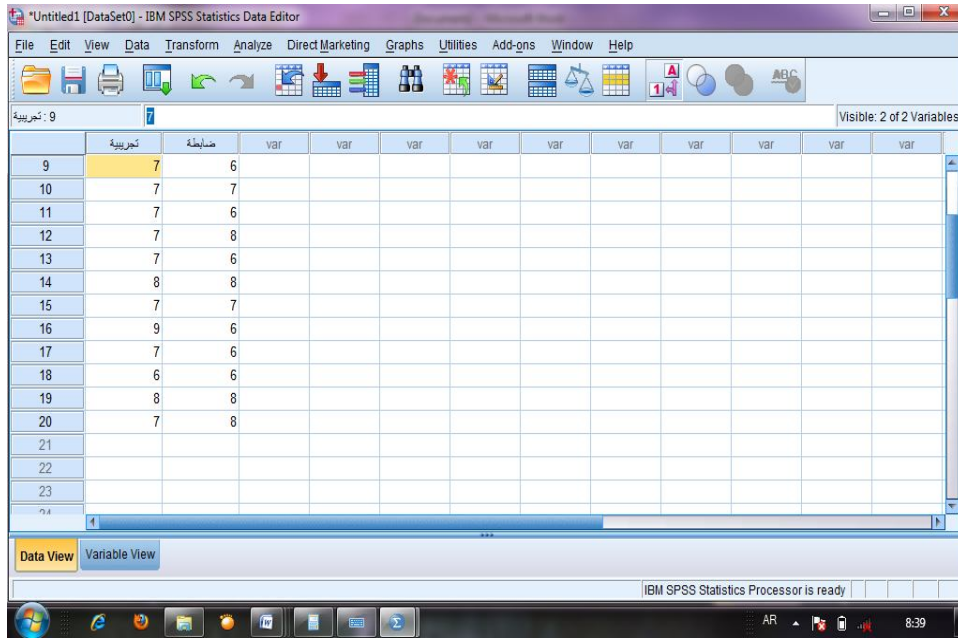 *Untitled1 [DataSet0] - IBM SPSS Statistics Data Editor
File Edit View Data Transform Analyze Direct Marketing Graphs Utilities Add-ons Window Help
9 : تجريبية 7 Visible: 2 of 2 Variables
تجريبية ضابطة var var var var var var var var var var
9 7 6
10 7 7
11 7 6
12 7 8
13 7 6
14 8 8
15 7 7
16 9 6
17 7 6
18 6 6
19 8 8
20 7 8
21
22
23
24
Data View Variable View
IBM SPSS Statistics Processor is ready
AR 8:39